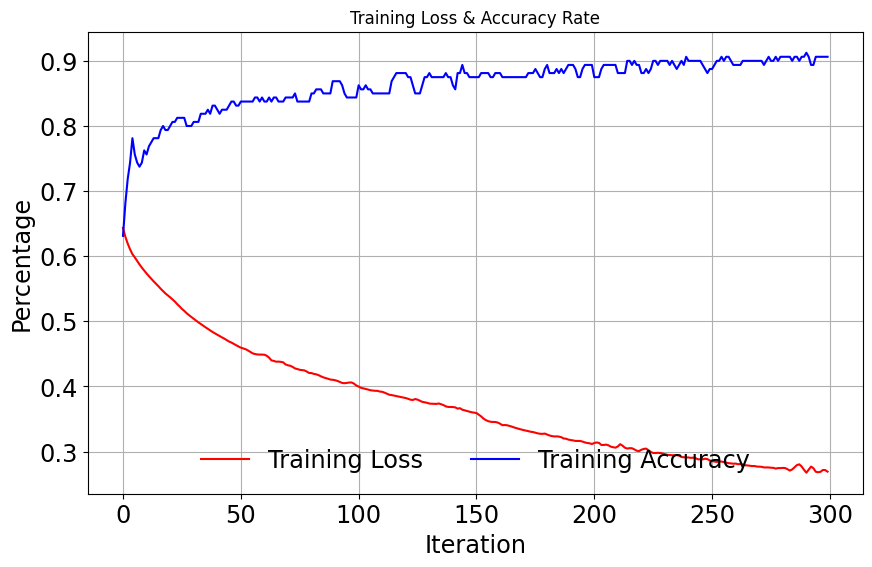 Training Loss & Accuracy Rate
0.9
0.8
0.7
0.6
0.5
0.4
0.3
Percentage
Training Loss
Training Accuracy
0
50
100
150
200
250
300
Iteration